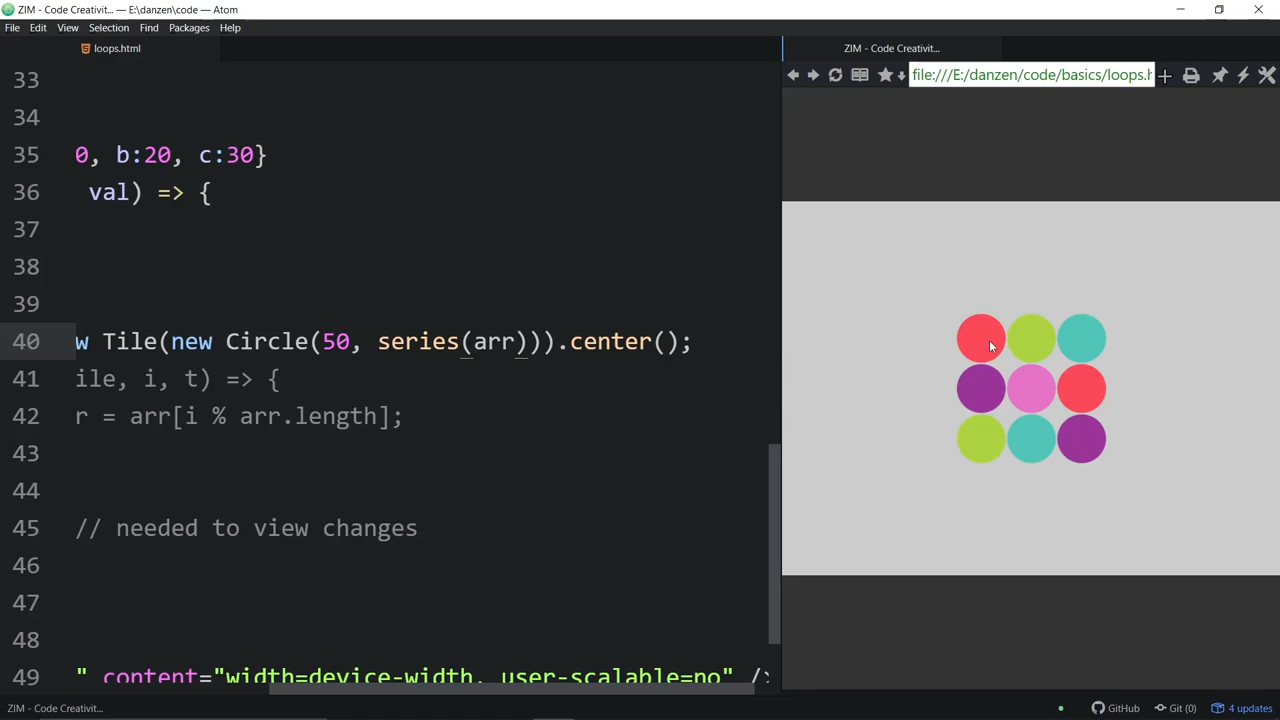 ZIM - Code Creativit... — E:\danzen\code — Atom
File Edit View Selection Find Packages Help
loops.html
ZIM - Code Creativit...
file:///E:/danzen/code/basics/loops.h
33
34
35 0, b:20, c:30}
36 val) => {
37
38
39
40 w Tile(new Circle(50, series(arr))).center();
41 ile, i, t) => {
42 r = arr[i % arr.length];
43
44
45 // needed to view changes
46
47
48
49 " content="width=device-width, user-scalable=no" /
ZIM - Code Creativit...
GitHub Git (0) 4 updates